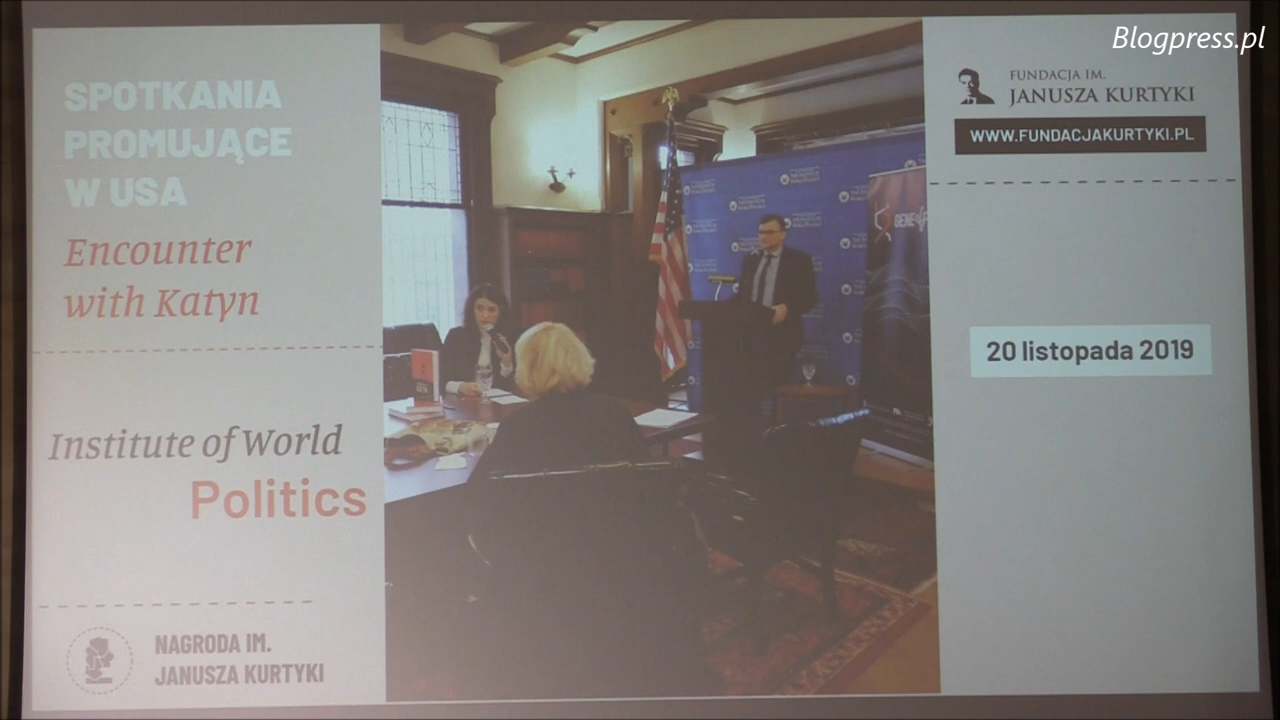 Blogpress.pl
SPOTKANIA
PROMUJĄCE
W USA
Encounter
with Katyn
Institute of World
Politics
NAGRODA IM.
JANUSZA KURTYKI
FUNDACJA IM.
JANUSZA KURTYKI
WWW.FUNDACJAKURTYKI.PL
20 listopada 2019